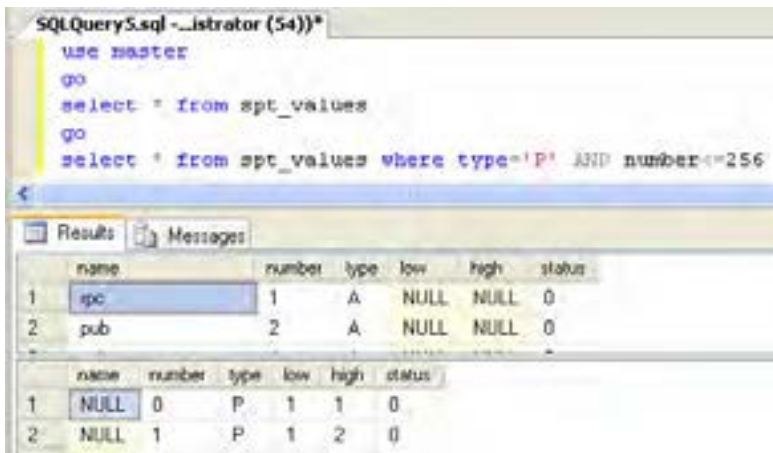 SQLQuery5.sql -...istrator (54))*
use master
go
select * from spt_values
go
select * from spt_values where type='P' AND number<=256
Results Messages
name number type low high status
1 rpc 1 A NULL NULL 0
2 pub 2 A NULL NULL 0
name number type low high status
1 NULL 0 P 1 1 0
2 NULL 1 P 1 2 0